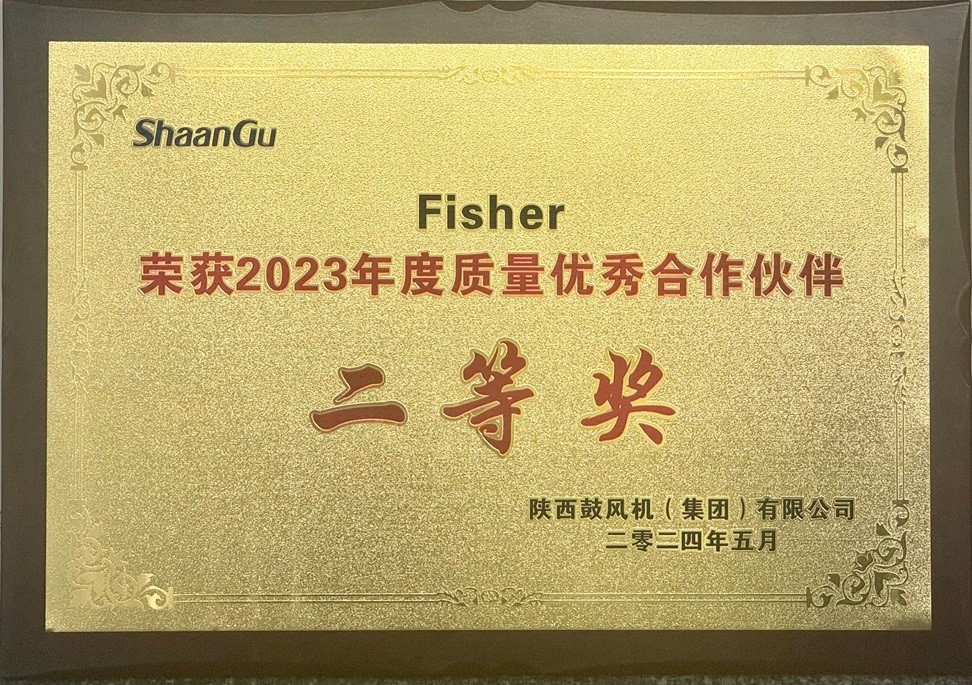 ShaanGu
Fisher
荣获2023年度质量优秀合作伙伴
二等奖
陕西鼓风机（集团）有限公司
二零二四年五月